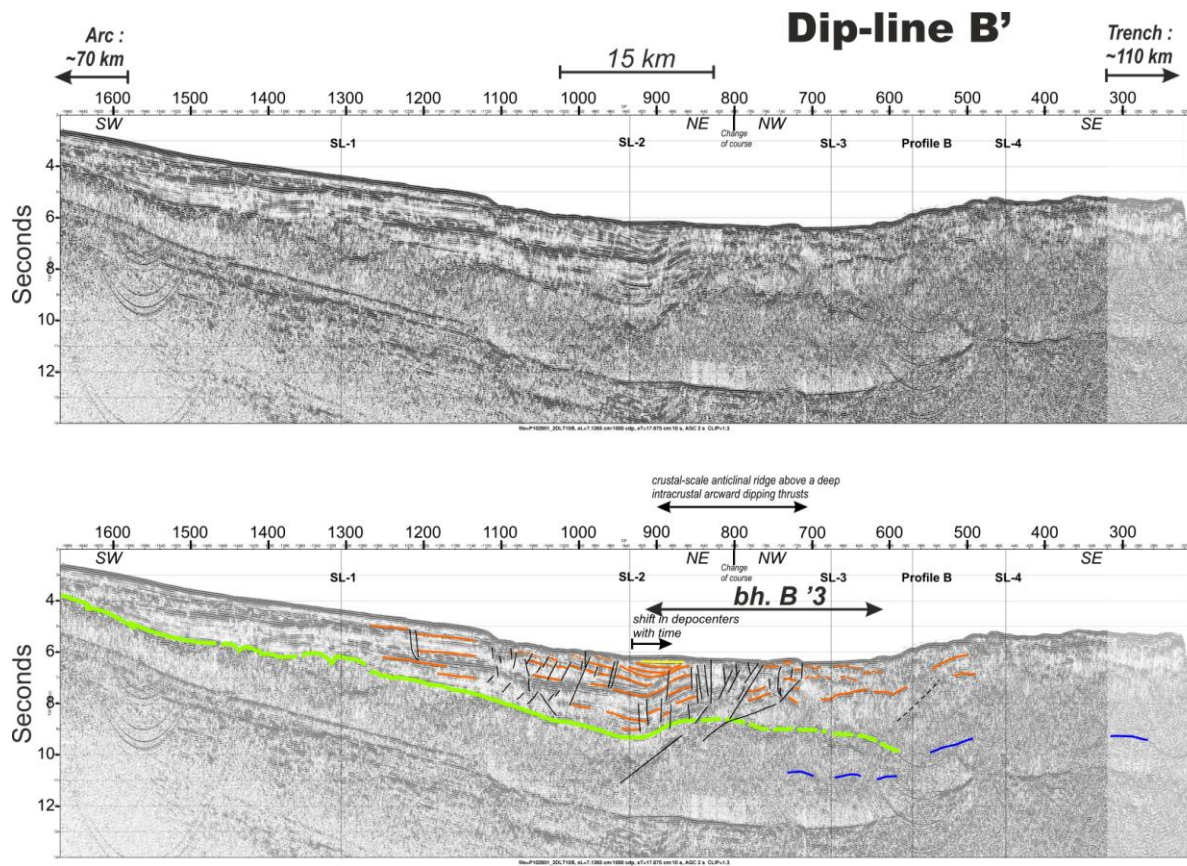 Dip-line B’
Arc :
~70 km
15 km
Trench :
~110 km
1600 1500 1400 1300 1200 1100 1000 900 800 700 600 500 400 300
SW NE Change of course NW SE
SL-1 SL-2 SL-3 Profile B SL-4
Seconds
4
6
8
10
12
crustal-scale anticlinal ridge above a deep
intracrustal arcward dipping thrusts
1600 1500 1400 1300 1200 1100 1000 900 800 700 600 500 400 300
SW NE Change of course NW SE
SL-1 SL-2 SL-3 Profile B SL-4
bh. B ’3
shift in depocenters
with time
Seconds
4
6
8
10
12